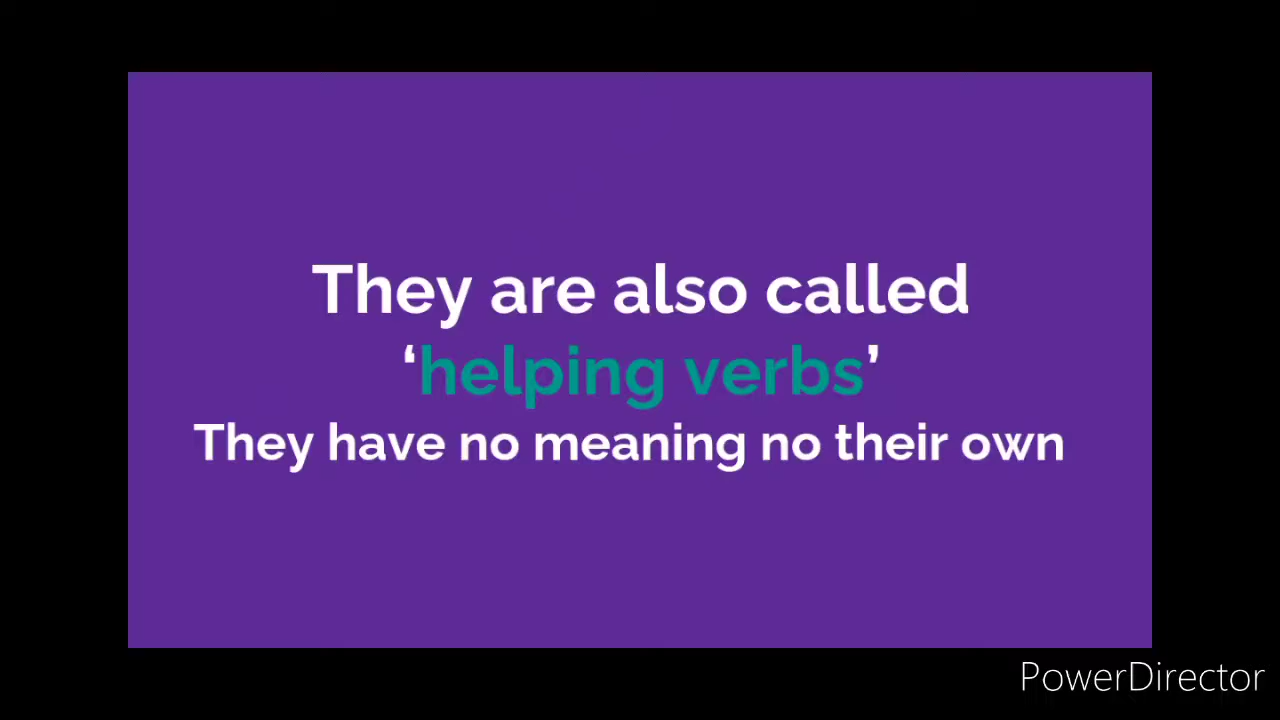 They are also called
‘helping verbs’
They have no meaning no their own
PowerDirector